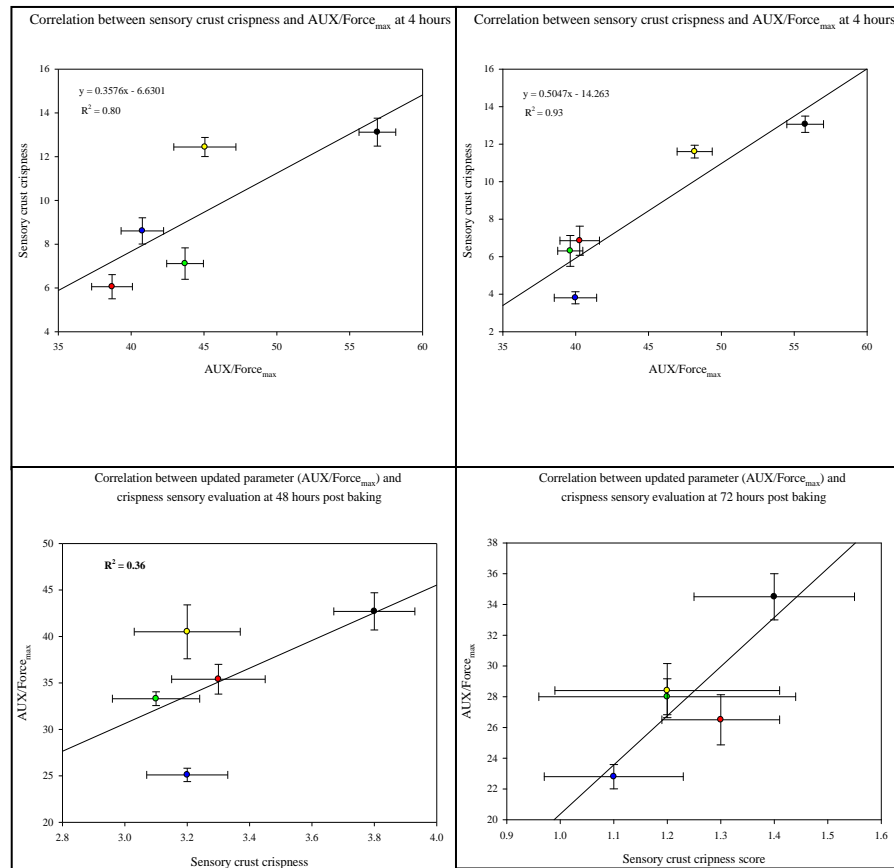 Correlation between sensory crust crispness and AUX/Forcemax at 4 hours
16
14
12
10
8
6
4
y = 0.3576x - 6.6301
R2 = 0.80
Sensory crust crispness
35 40 45 50 55 60
AUX/Forcemax
Correlation between sensory crust crispness and AUX/Forcemax at 4 hours
16
14
12
10
8
6
4
2
y = 0.5047x - 14.263
R2 = 0.93
Sensory crust crispness
35 40 45 50 55 60
AUX/Forcemax
Correlation between updated parameter (AUX/Forcemax) and
crispness sensory evaluation at 48 hours post baking
50
45
40
35
30
25
20
R2 = 0.36
AUX/Forcemax
2.8 3.0 3.2 3.4 3.6 3.8 4.0
Sensory crust crispness
Correlation between updated parameter (AUX/Forcemax) and
crispness sensory evaluation at 72 hours post baking
38
36
34
32
30
28
26
24
22
20
AUX/Forcemax
0.9 1.0 1.1 1.2 1.3 1.4 1.5 1.6
Sensory crust cripness score